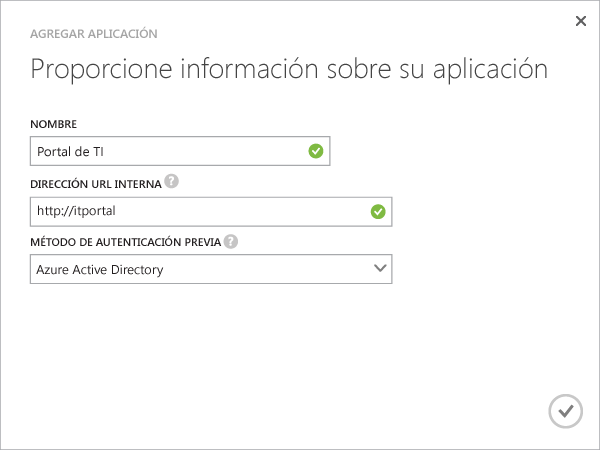 AGREGAR APLICACIÓN
Proporcione información sobre su aplicación
NOMBRE
Portal de TI
DIRECCIÓN URL INTERNA ?
http://itportal
MÉTODO DE AUTENTICACIÓN PREVIA ?
Azure Active Directory